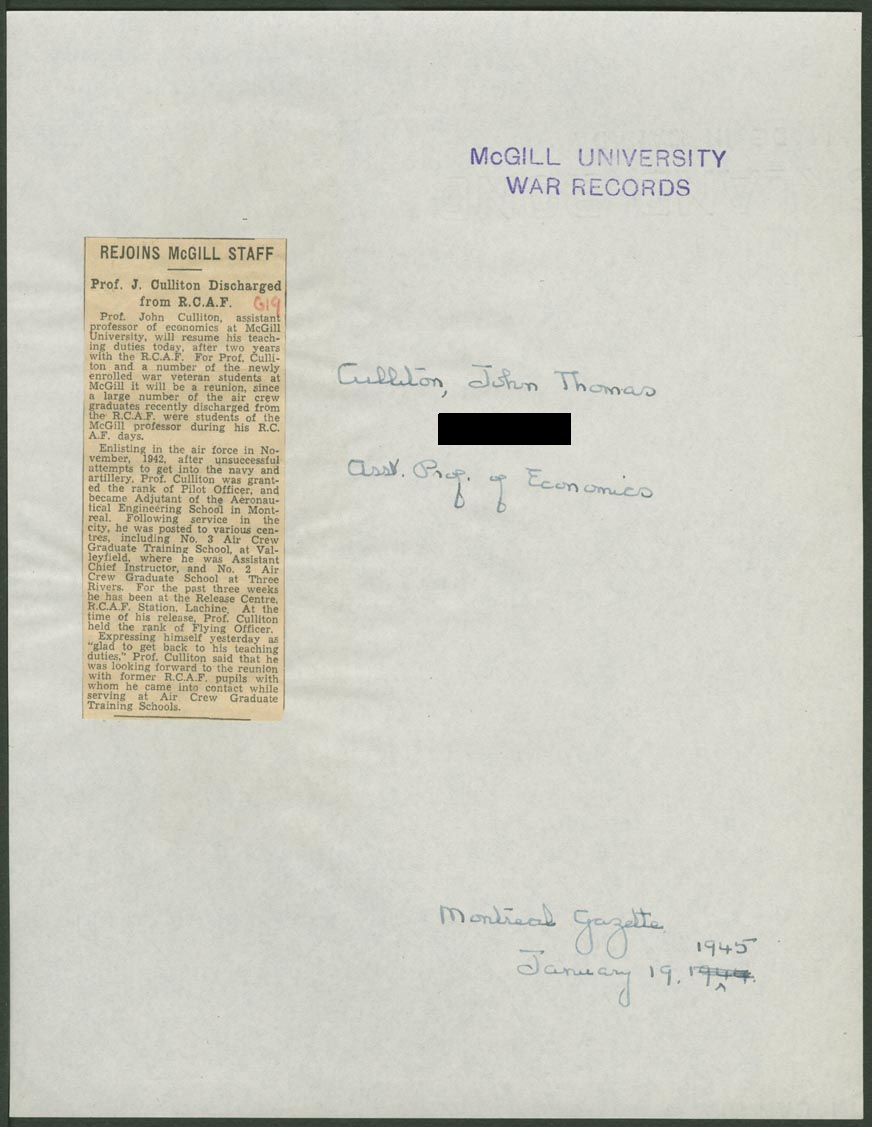 McGILL UNIVERSITY
WAR RECORDS
REJOINS McGILL STAFF
Prof. J. Culliton Discharged
from R.C.A.F.
G19
Prof. John Culliton, assistant
professor of economics at McGill
University, will resume his teach-
ing duties today, after two years
with the R.C.A.F. For Prof. Culli-
ton and a number of the newly
enrolled war veteran students at
McGill it will be a reunion, since
a large number of the air crew
graduates recently discharged from
the R.C.A.F. were students of the
McGill professor during his R.C.
A.F. days.
Enlisting in the air force in No-
vember, 1942, after unsuccessful
attempts to get into the navy and
artillery, Prof. Culliton was grant-
ed the rank of Pilot Officer, and
became Adjutant of the Aeronau-
tical Engineering School in Mont-
real. Following service in the
city, he was posted to various cen-
tres, including No. 3 Air Crew
Graduate Training School, at Val-
leyfield, where he was Assistant
Chief Instructor, and No. 2 Air
Crew Graduate School at Three
Rivers. For the past three weeks
he has been at the Release Centre,
R.C.A.F. Station, Lachine. At the
time of his release, Prof. Culliton
held the rank of Flying Officer.
Expressing himself yesterday as
"glad to get back to his teaching
duties," Prof. Culliton said that he
was looking forward to the reunion
with former R.C.A.F. pupils with
whom he came into contact while
serving at Air Crew Graduate
Training Schools.
Culliton, John Thomas
Asst. Prof. of Economics
Montreal Gazette
1945
January 19, 1944.